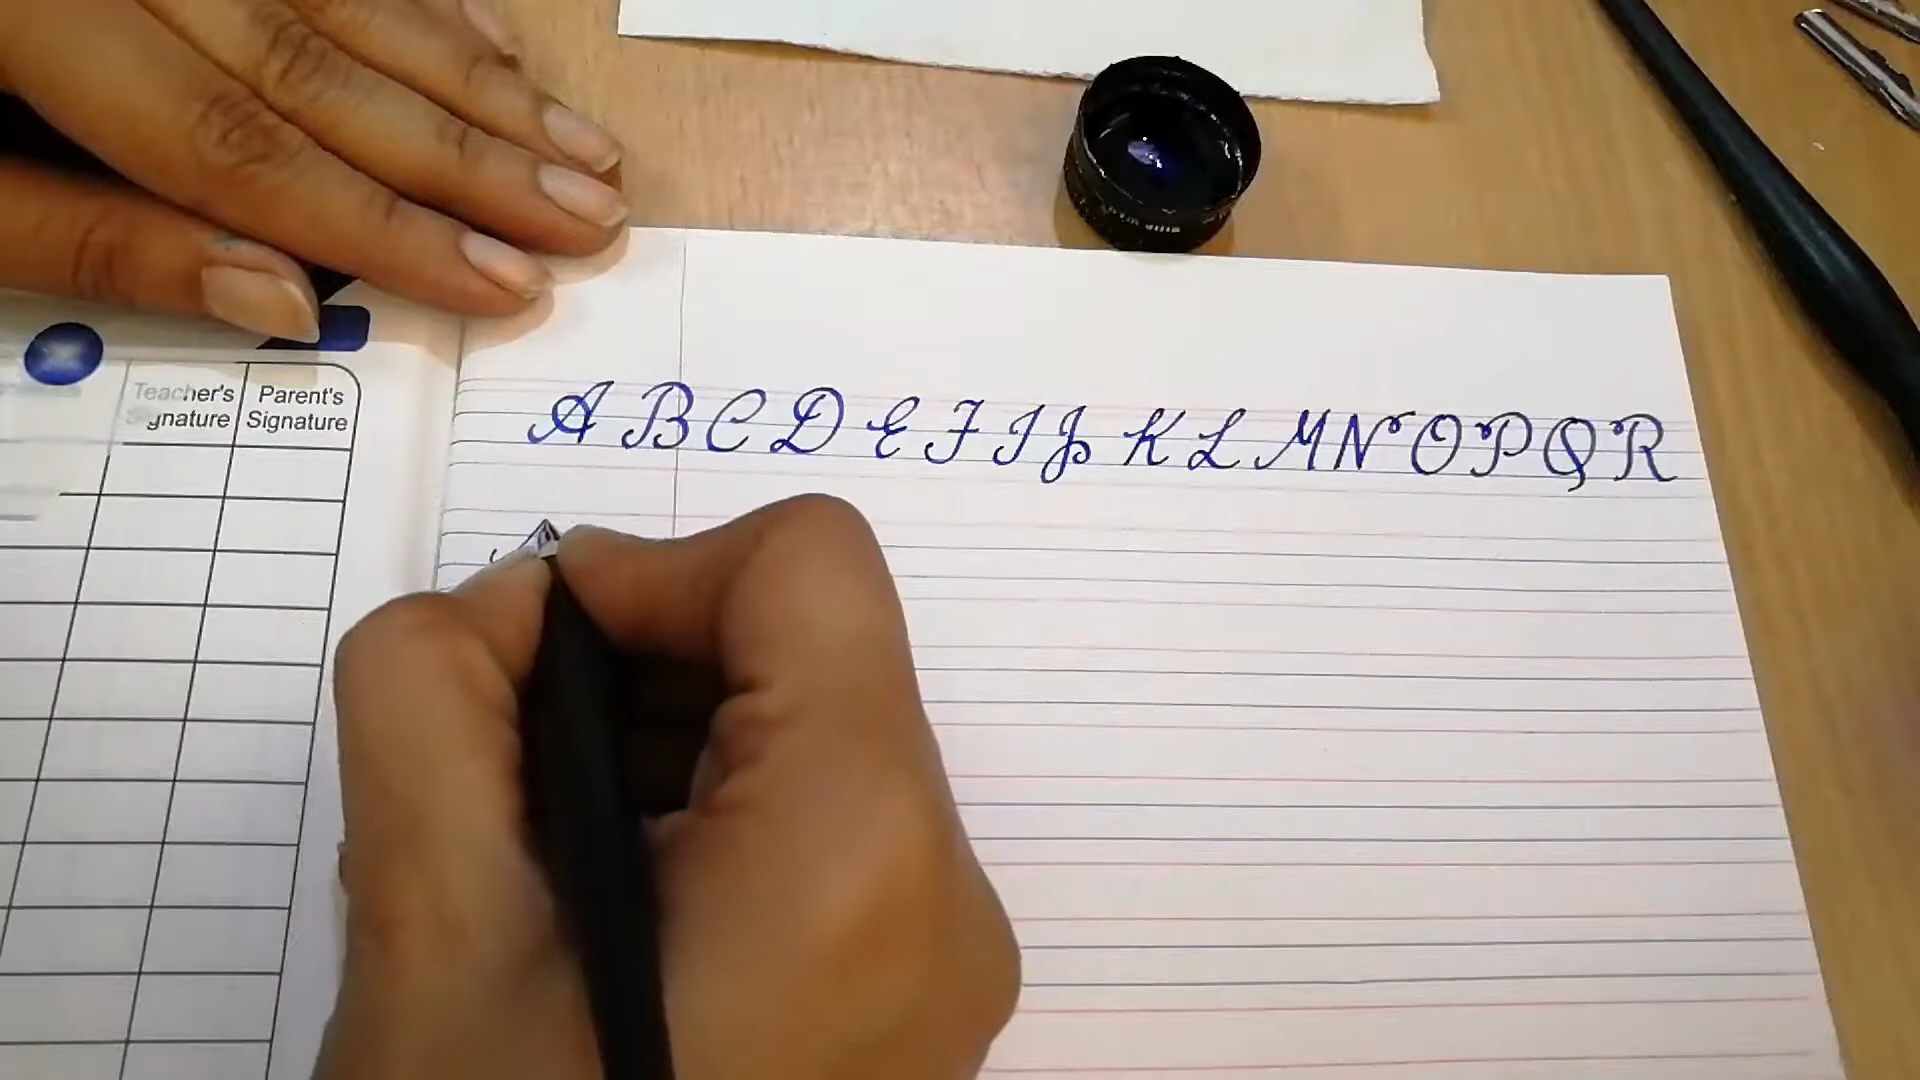 A B C D E F I J K L M N O P Q R
Teacher's Signature
Parent's Signature